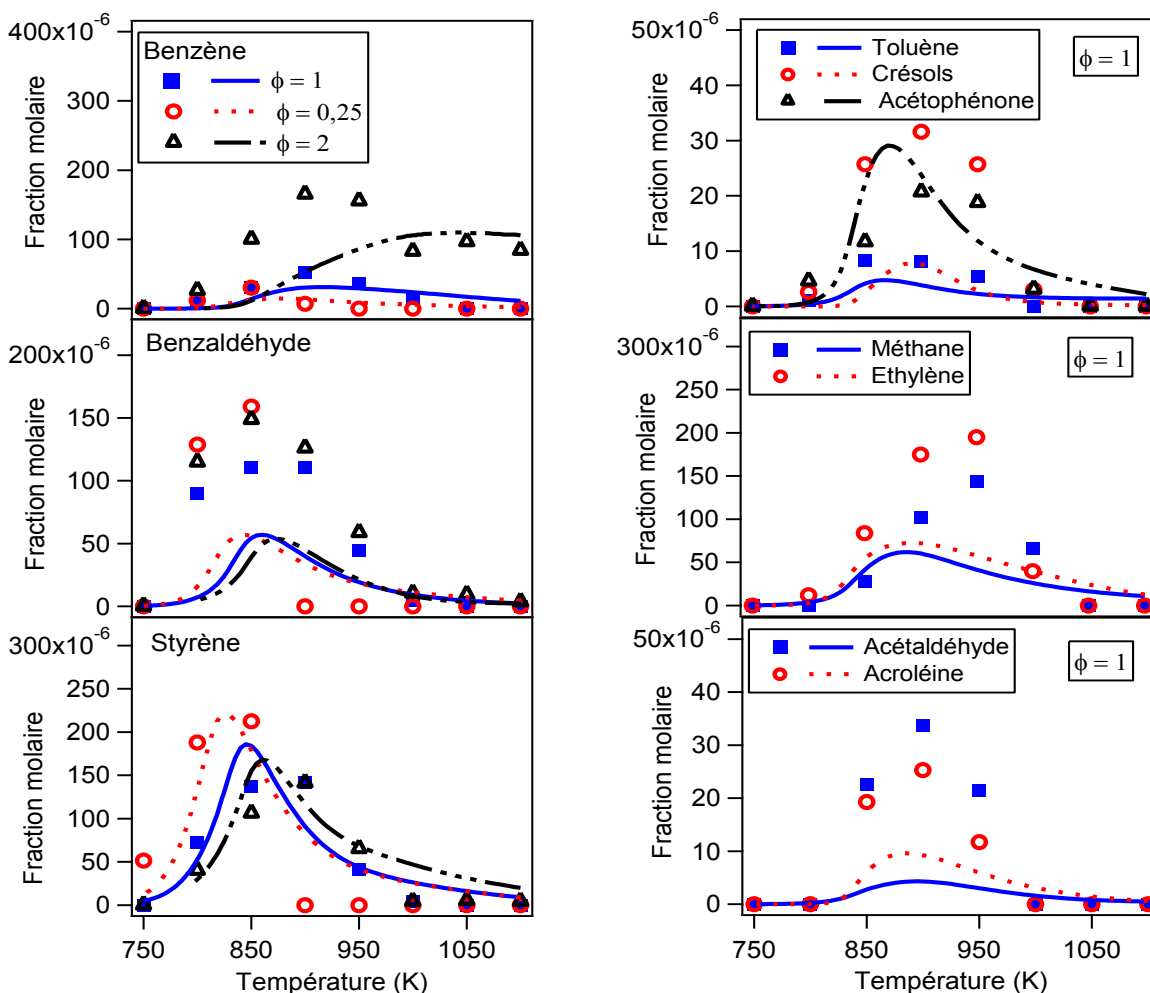 400x10-6
300
200
100
0
Fraction molaire
Benzène
ϕ = 1
ϕ = 0,25
ϕ = 2
200x10-6
150
100
50
0
Fraction molaire
Benzaldéhyde
300x10-6
250
200
150
100
50
0
Fraction molaire
Styrène
750
850
950
1050
Température (K)
50x10-6
40
30
20
10
0
Fraction molaire
Toluène
Crésols
Acétophénone
ϕ = 1
300x10-6
250
200
150
100
50
0
Fraction molaire
Méthane
Ethylène
ϕ = 1
50x10-6
40
30
20
10
0
Fraction molaire
Acétaldéhyde
Acroléine
ϕ = 1
750
850
950
1050
Température (K)